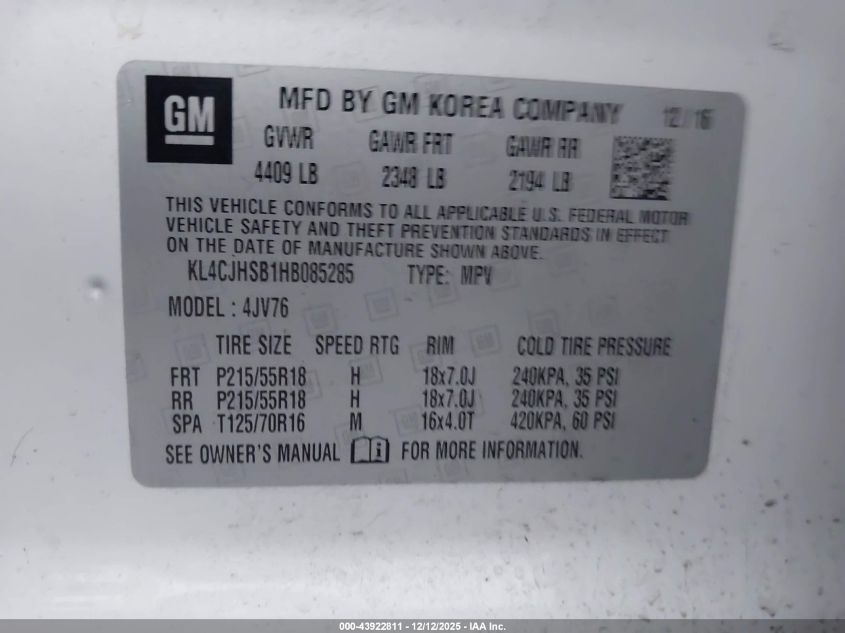 GM
MFD BY GM KOREA COMPANY 12/16
GVWR GAWR FRT GAWR RR
4409 LB 2348 LB 2194 LB
THIS VEHICLE CONFORMS TO ALL APPLICABLE U.S. FEDERAL MOTOR
VEHICLE SAFETY AND THEFT PREVENTION STANDARDS IN EFFECT
ON THE DATE OF MANUFACTURE SHOWN ABOVE.
KL4CJHSB1HB085285 TYPE: MPV
MODEL : 4JV76
TIRE SIZE SPEED RTG RIM COLD TIRE PRESSURE
FRT P215/55R18 H 18x7.0J 240KPA, 35 PSI
RR P215/55R18 H 18x7.0J 240KPA, 35 PSI
SPA T125/70R16 M 16x4.0T 420KPA, 60 PSI
SEE OWNER'S MANUAL FOR MORE INFORMATION.
000-43922811 - 12/12/2025 - IAA Inc.